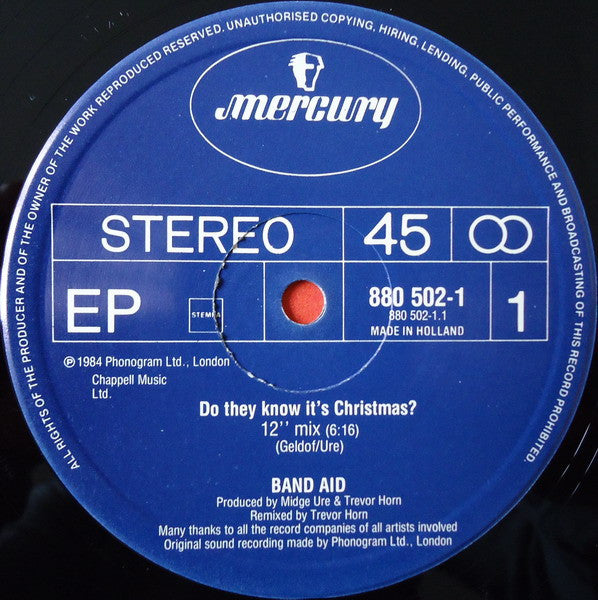 ALL RIGHTS OF THE PRODUCER AND OF THE OWNER OF THE WORK REPRODUCED RESERVED. UNAUTHORISED COPYING, HIRING, LENDING, PUBLIC PERFORMANCE AND BROADCASTING OF THIS RECORD PROHIBITED.
mercury
STEREO 45
EP STEMRA 880 502-1 1
880 502-1.1
MADE IN HOLLAND
℗ 1984 Phonogram Ltd., London
Chappell Music
Ltd.
Do they know it's Christmas?
12'' mix (6:16)
(Geldof/Ure)
BAND AID
Produced by Midge Ure & Trevor Horn
Remixed by Trevor Horn
Many thanks to all the record companies of all artists involved
Original sound recording made by Phonogram Ltd., London